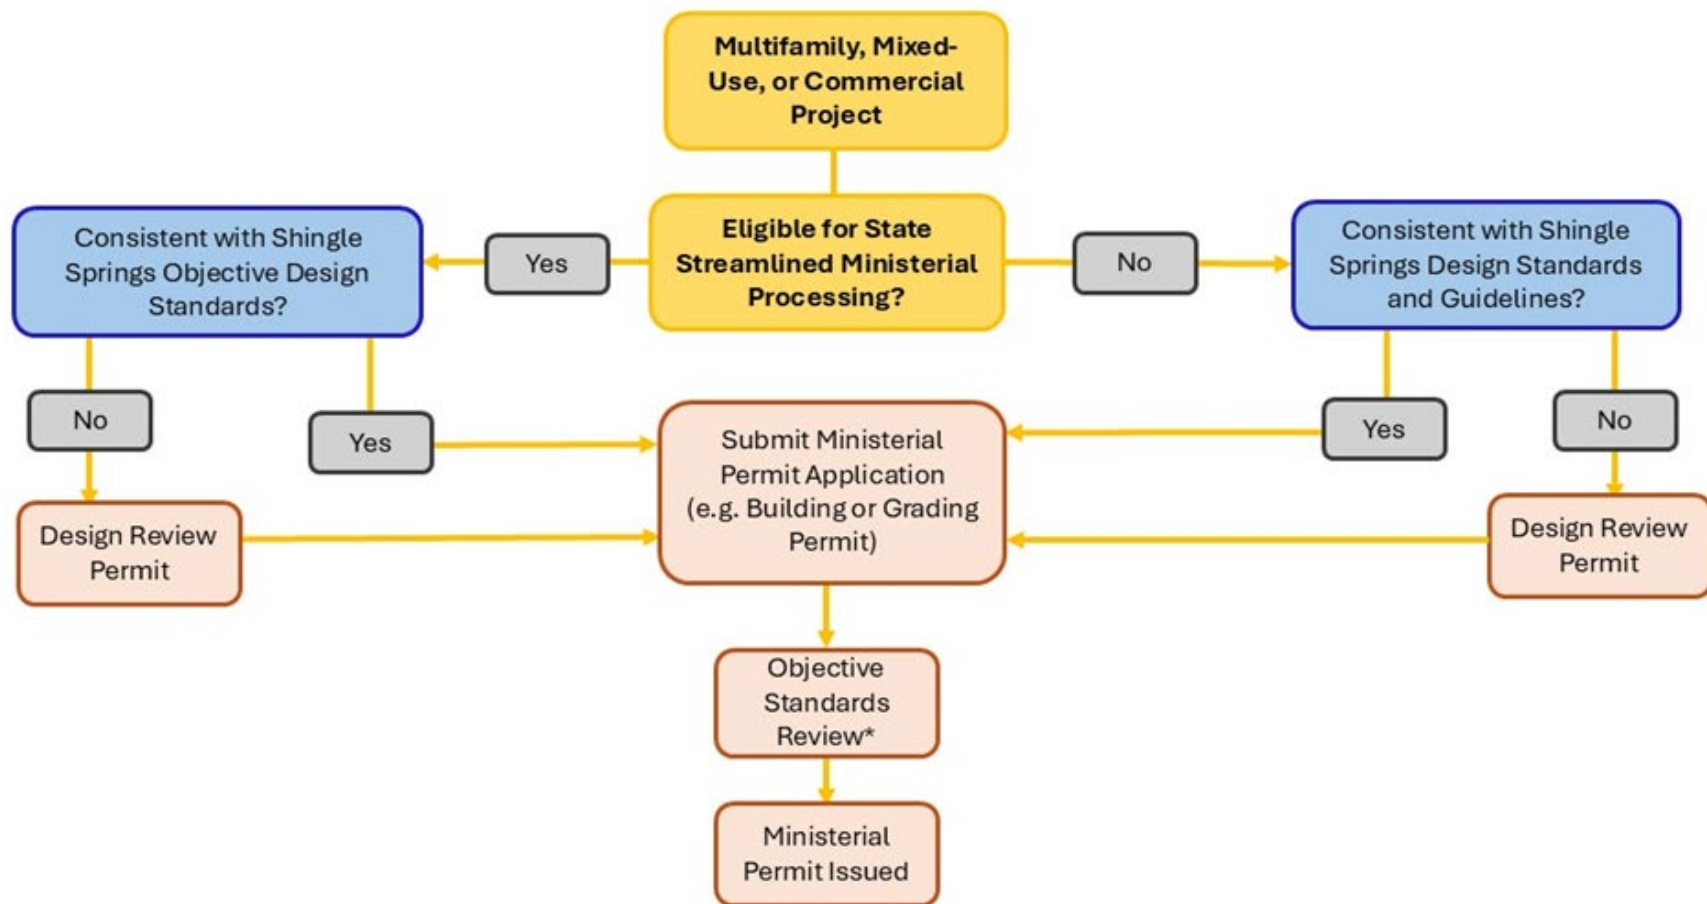 Multifamily, Mixed-
Use, or Commercial
Project
Eligible for State
Streamlined Ministerial
Processing?
Yes
No
Consistent with Shingle
Springs Objective Design
Standards?
Consistent with Shingle
Springs Design Standards
and Guidelines?
No
Yes
Yes
No
Submit Ministerial
Permit Application
(e.g. Building or Grading
Permit)
Design Review
Permit
Design Review
Permit
Objective
Standards
Review*
Ministerial
Permit Issued